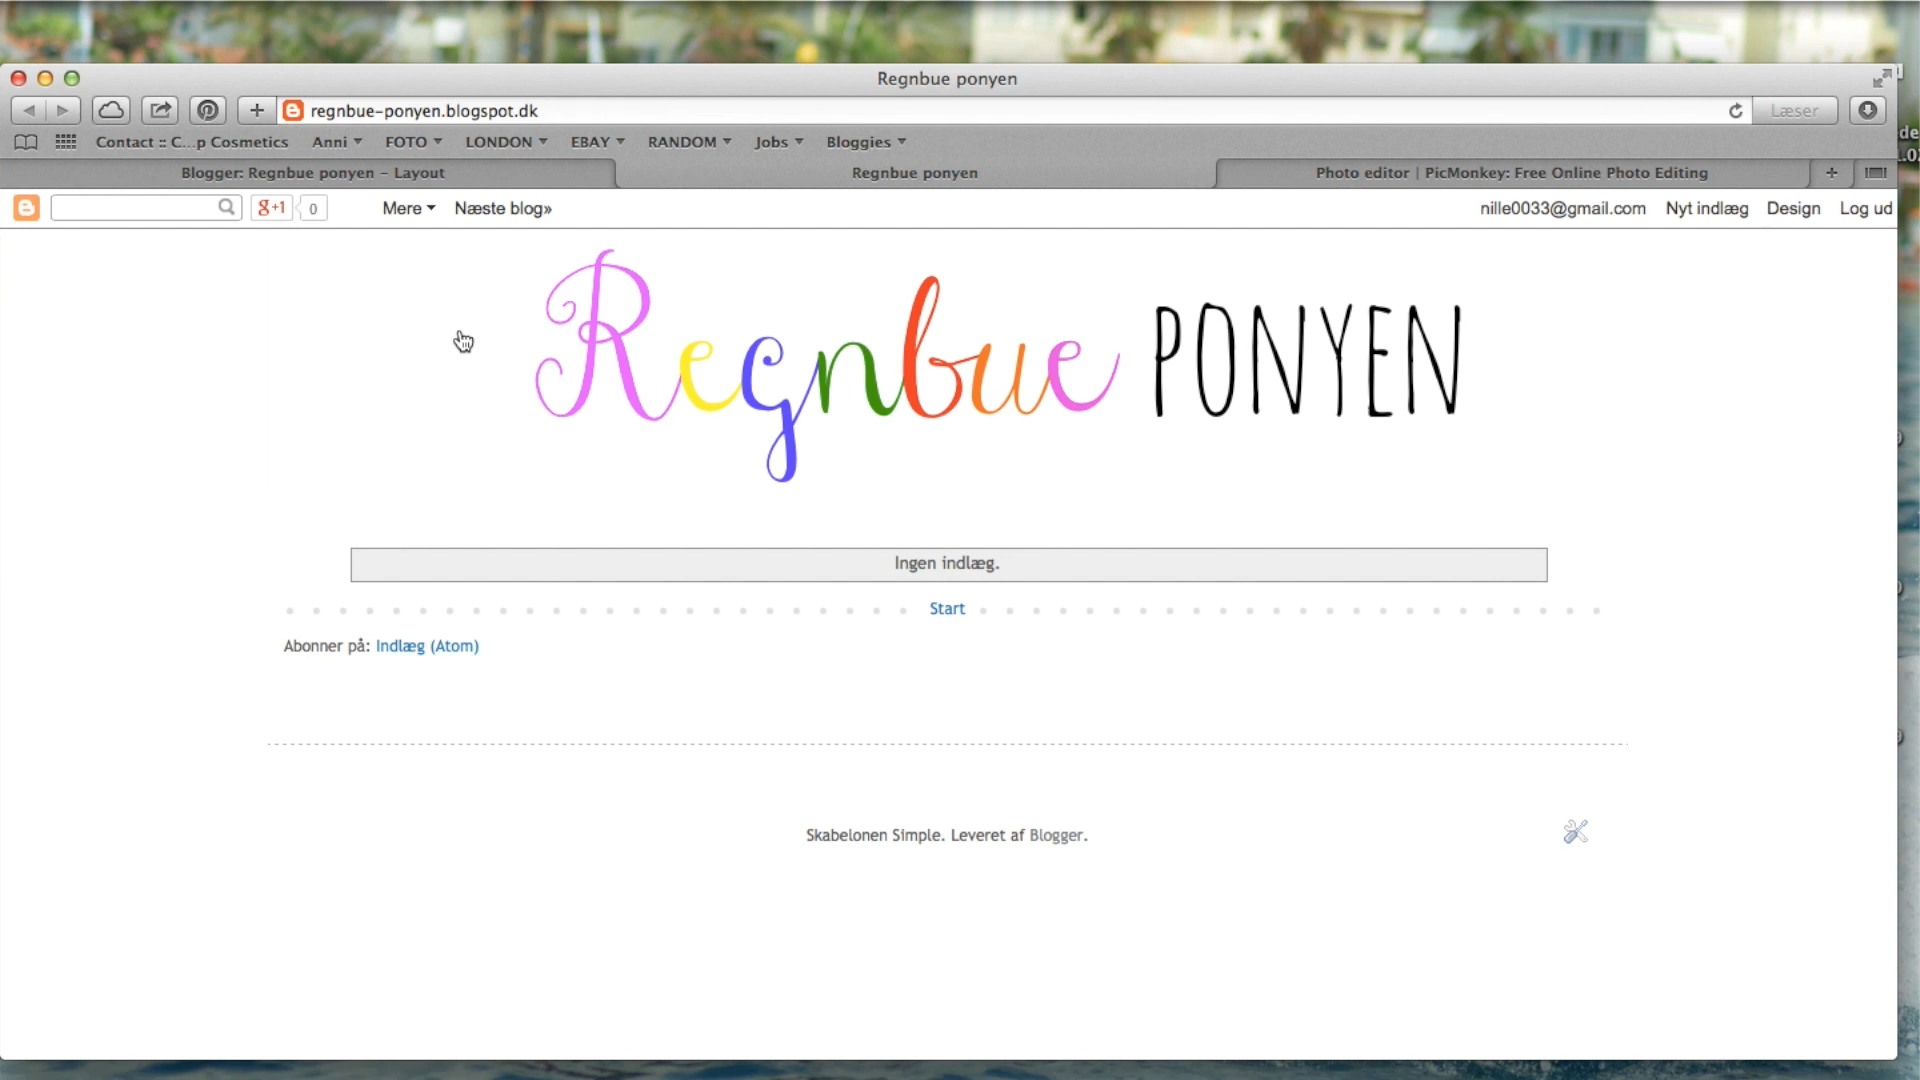 Regnbue ponyen
regnbue-ponyen.blogspot.dk
Læser
Contact :: C...p Cosmetics Anni FOTO LONDON EBAY RANDOM Jobs Bloggies
Blogger: Regnbue ponyen – Layout Regnbue ponyen Photo editor | PicMonkey: Free Online Photo Editing
g+1 0 Mere Næste blog» nille0033@gmail.com Nyt indlæg Design Log ud
Regnbue PONYEN
Ingen indlæg.
Start
Abonner på: Indlæg (Atom)
Skabelonen Simple. Leveret af Blogger.